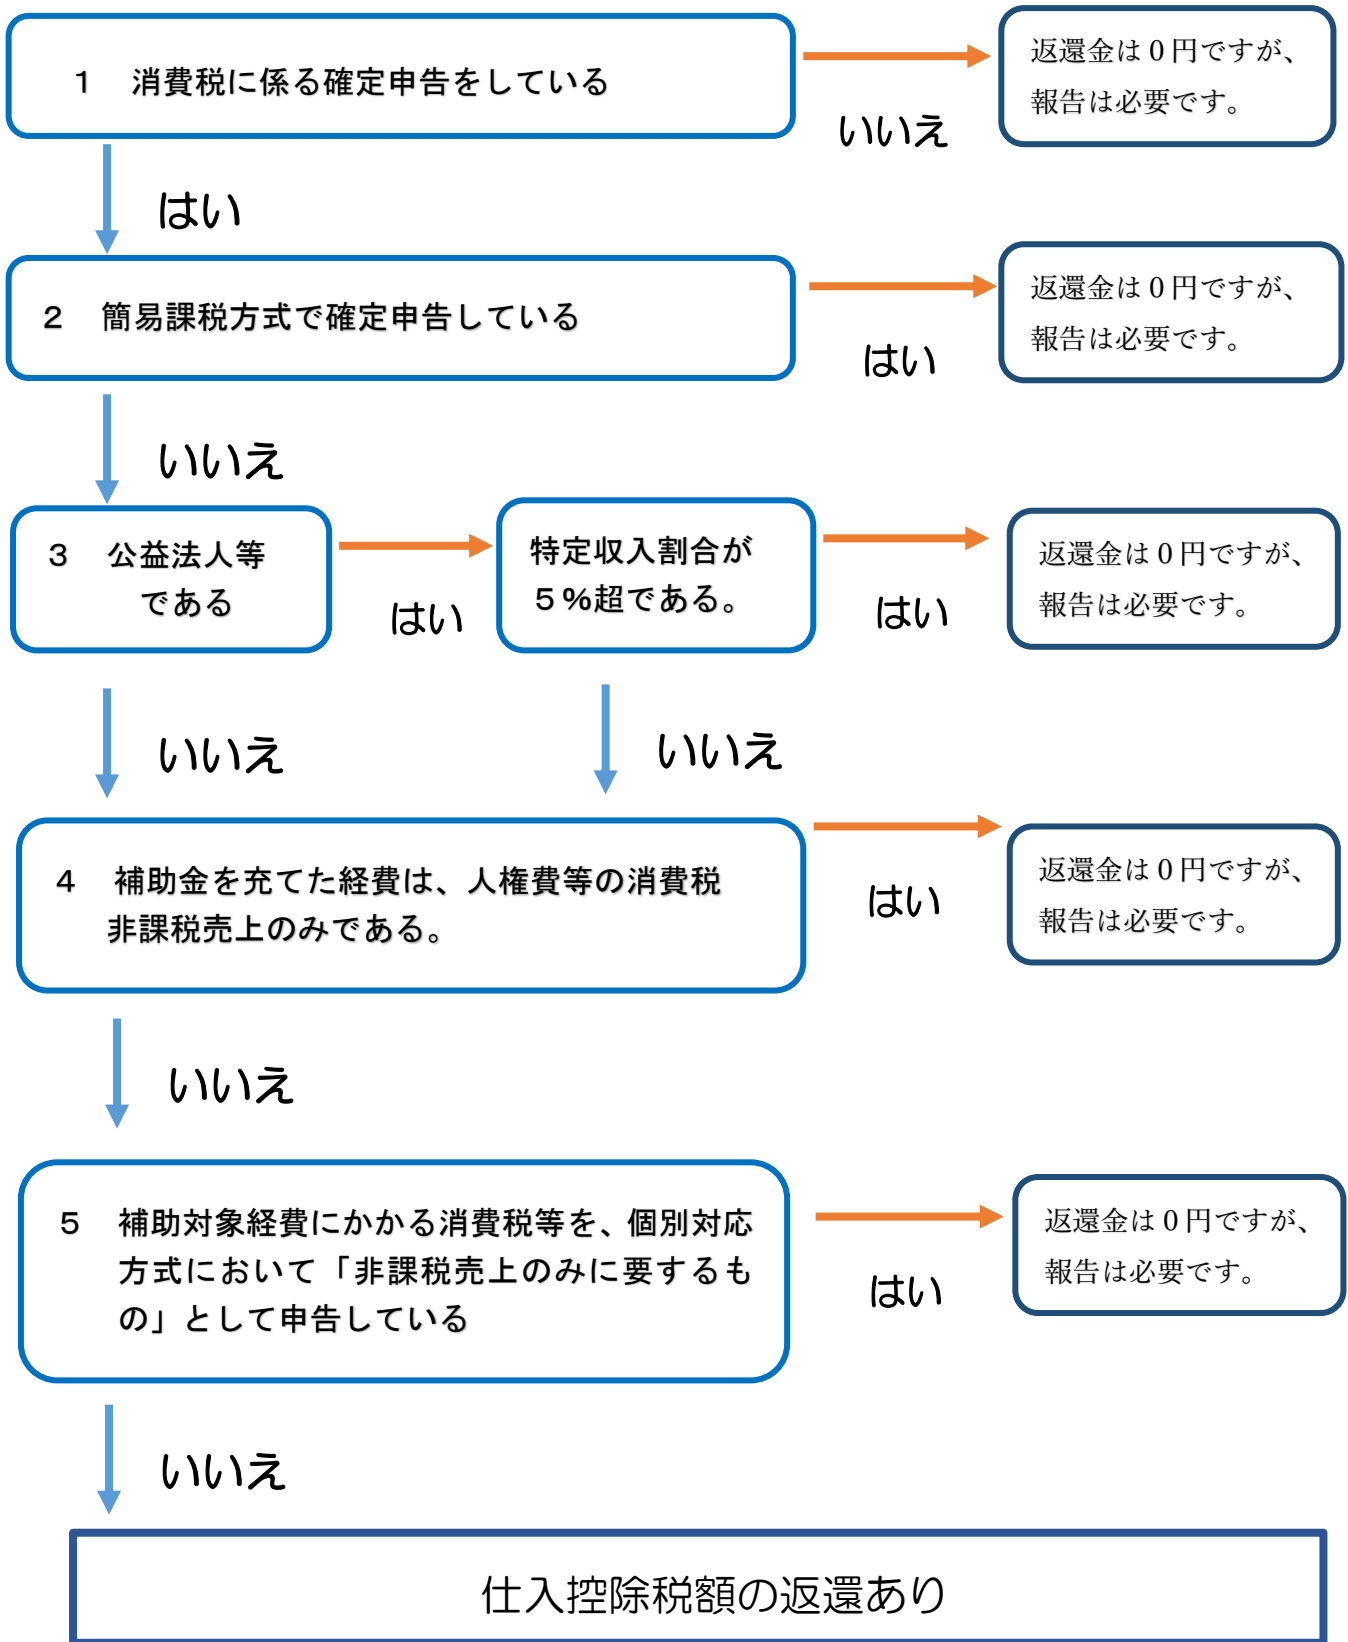 1 消費税に係る確定申告をしている
返還金は0円ですが、
報告は必要です。
いいえ
はい
2 簡易課税方式で確定申告している
返還金は0円ですが、
報告は必要です。
はい
いいえ
3 公益法人等
である
はい
特定収入割合が
5%超である。
はい
返還金は0円ですが、
報告は必要です。
いいえ
いいえ
4 補助金を充てた経費は、人権費等の消費税
非課税売上のみである。
はい
返還金は0円ですが、
報告は必要です。
いいえ
5 補助対象経費にかかる消費税等を、個別対応
方式において「非課税売上のみに要するも
の」として申告している
はい
返還金は0円ですが、
報告は必要です。
いいえ
仕入控除税額の返還あり